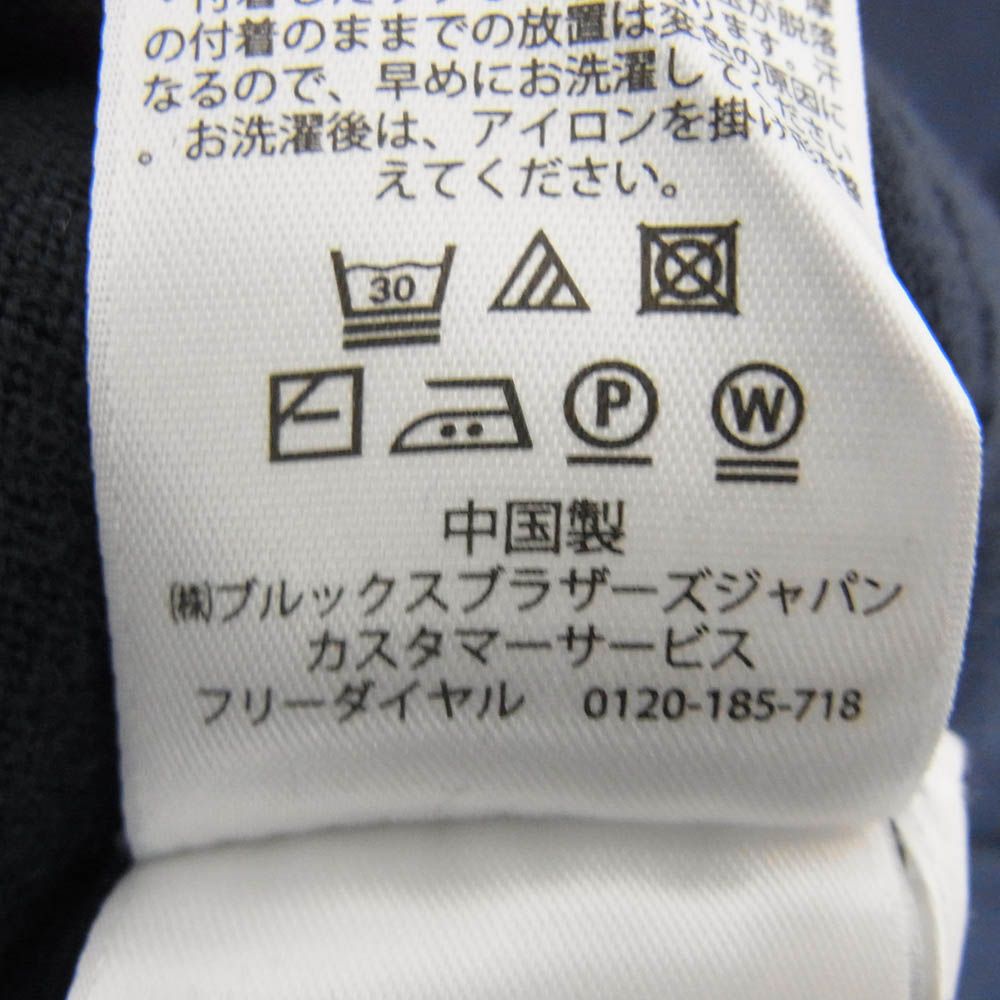 の付着のままでの放置は変色の原因に
なるので、早めにお洗濯してください
。お洗濯後は、アイロンを掛け形を整
えてください。
30
P
W
中国製
㈱ブルックスブラザーズジャパン
カスタマーサービス
フリーダイヤル 0120-185-718